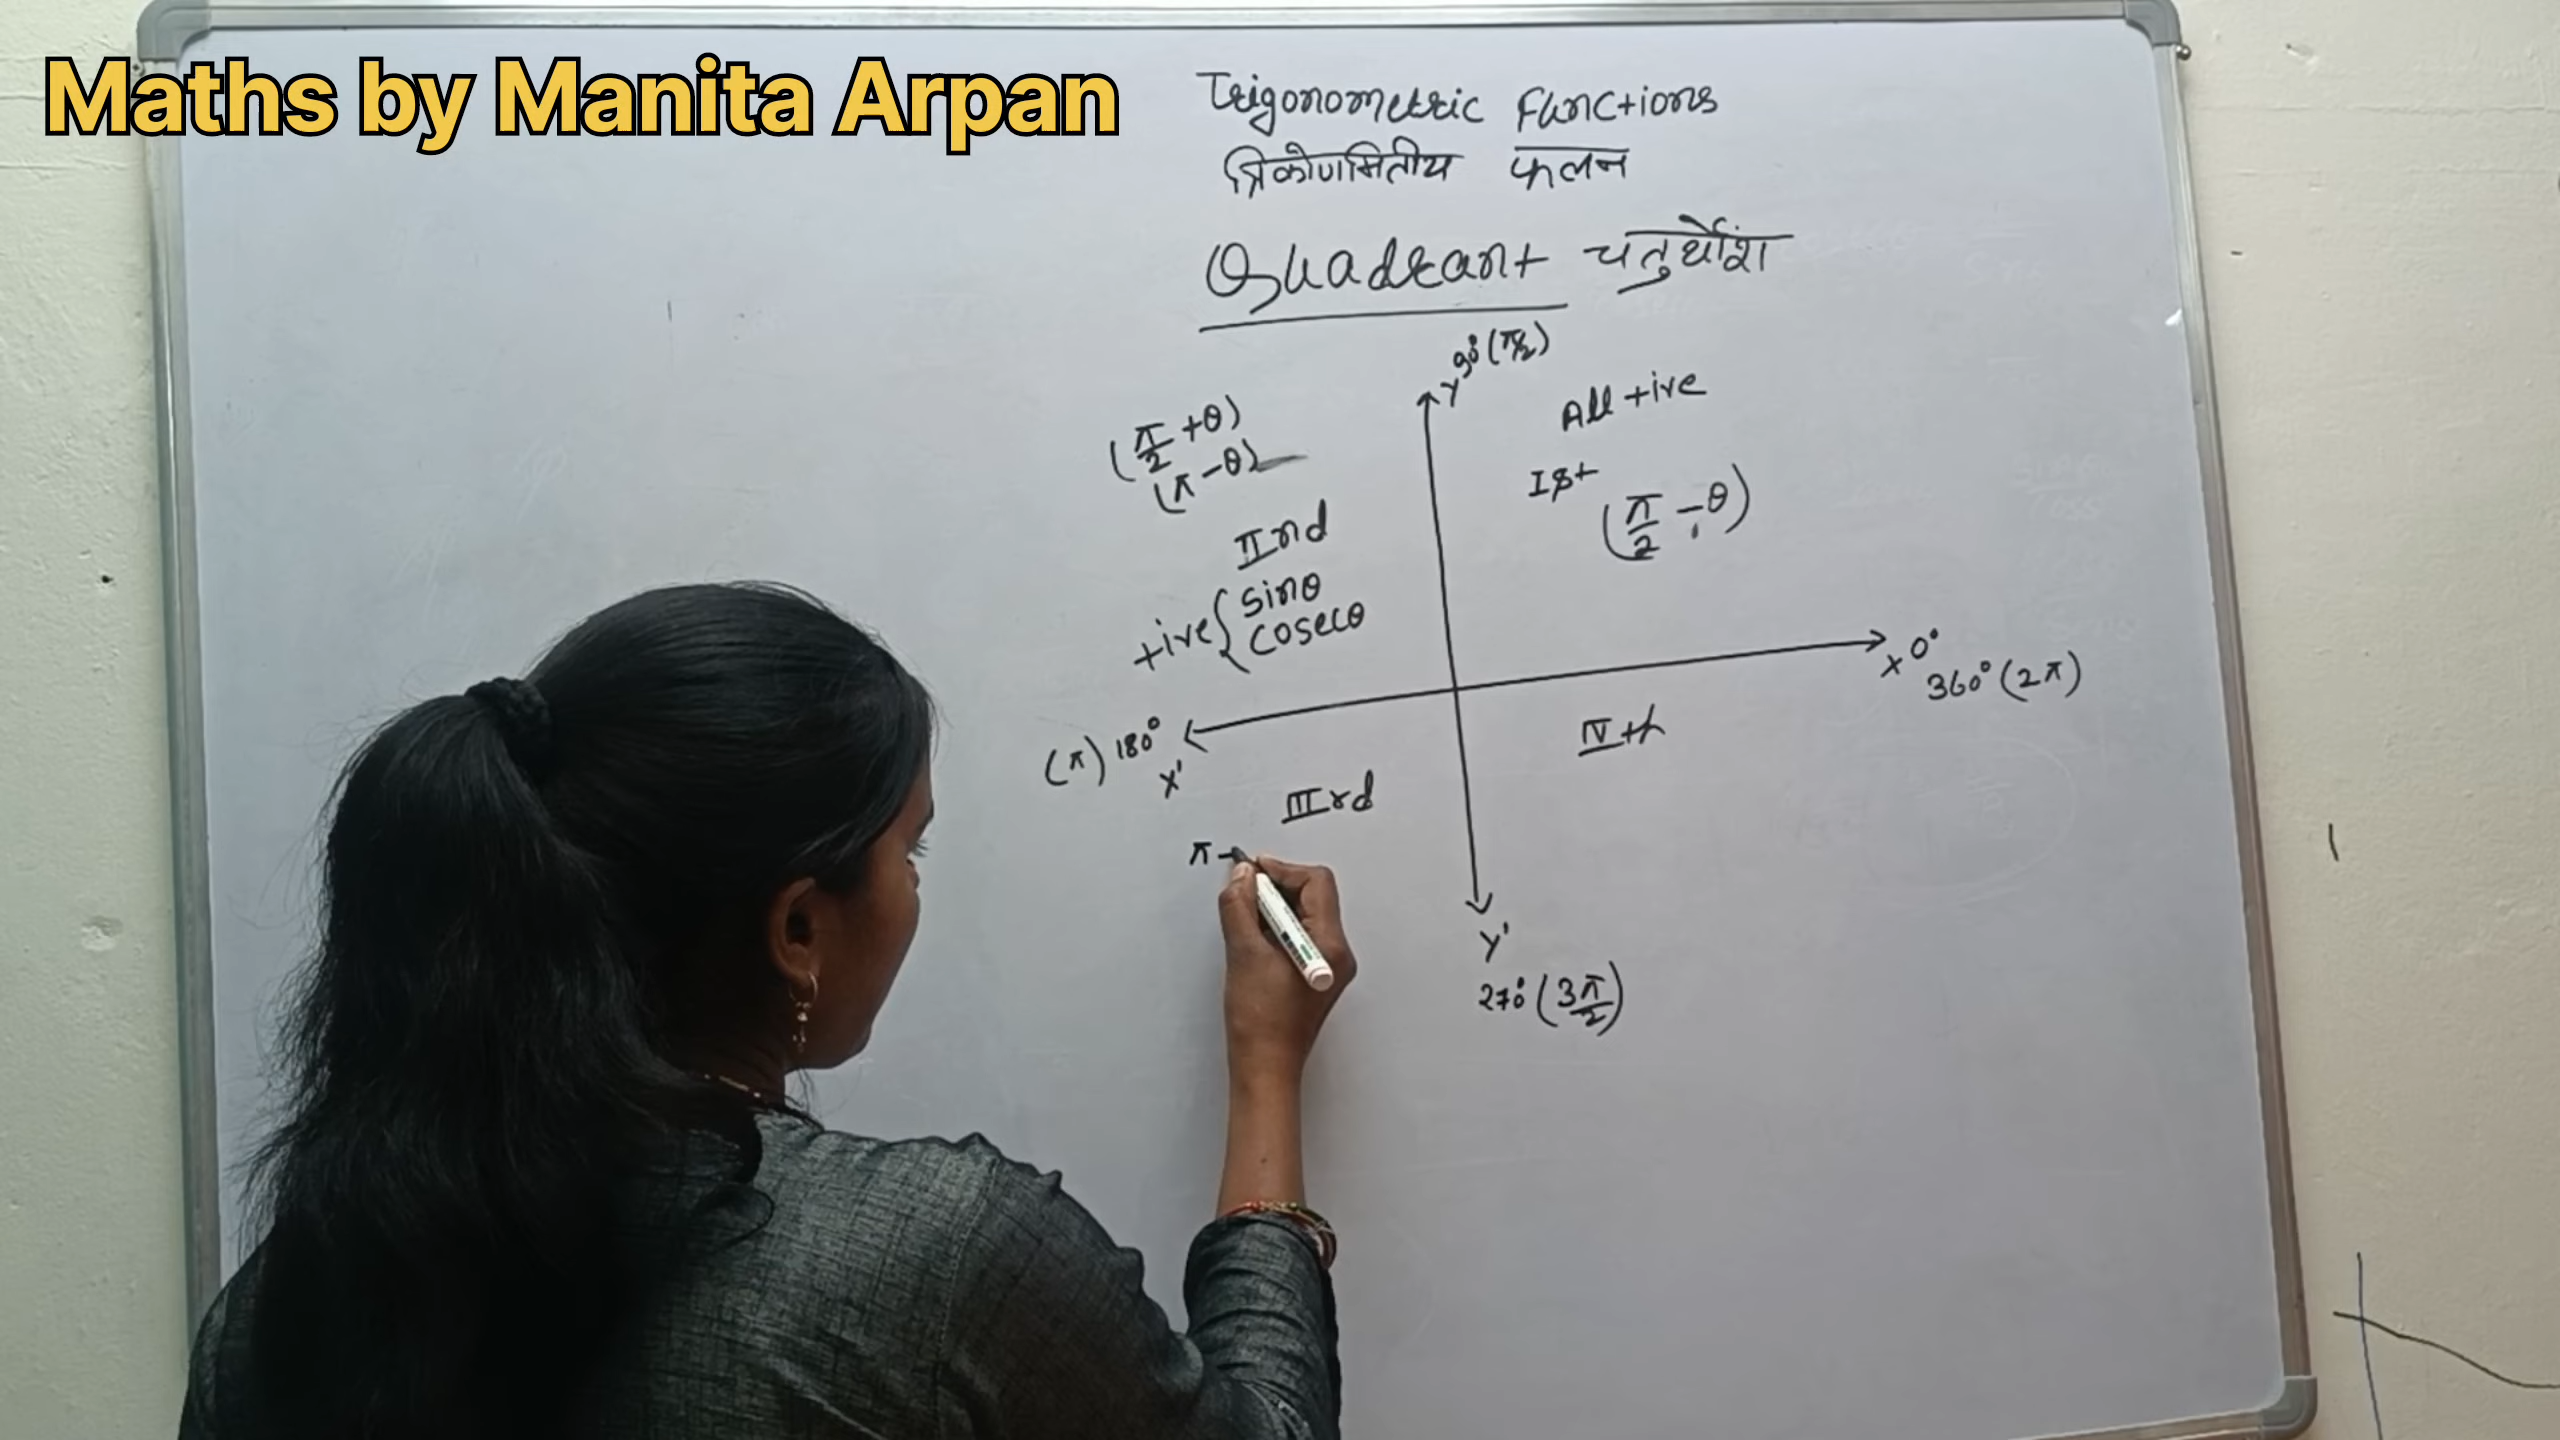 Maths by Manita Arpan
Trigonometric Functions
त्रिकोणमितीय फलन
Quadrant चतुर्थांश
Y 90° (π/2)
All +ive
(π/2 +θ)
(π-θ)
Ist
(π/2 -θ)
IInd
+ive { sinθ
cosecθ
X 0°
360° (2π)
(π) 180°
X'
IVth
IIIrd
π-
Y'
270° (3π/2)